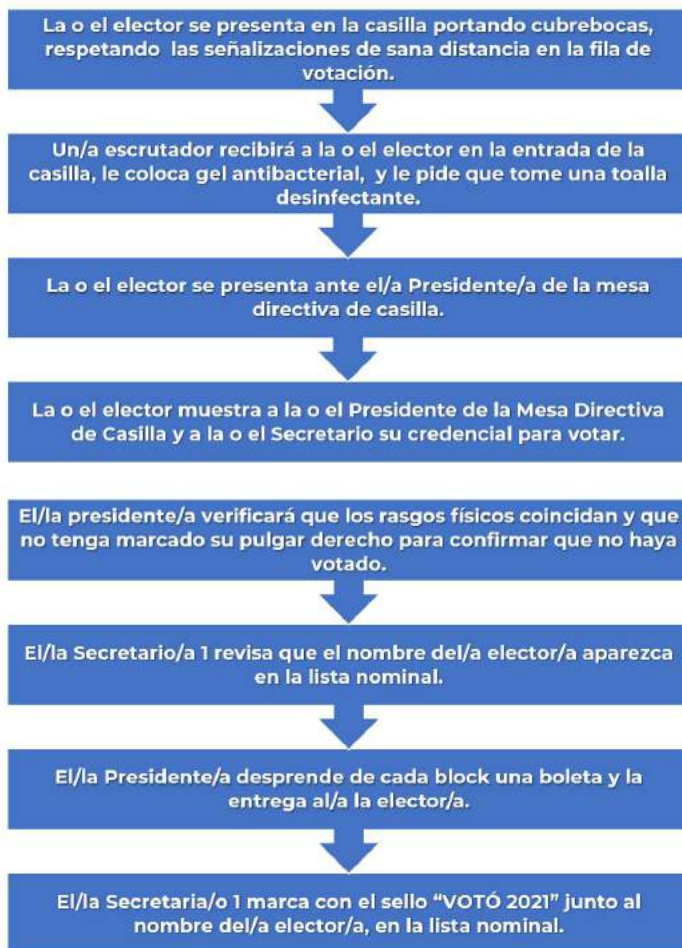 La o el elector se presenta en la casilla portando cubrebocas,
respetando las señalizaciones de sana distancia en la fila de
votación.
Un/a escrutador recibirá a la o el elector en la entrada de la
casilla, le coloca gel antibacterial, y le pide que tome una toalla
desinfectante.
La o el elector se presenta ante el/a Presidente/a de la mesa
directiva de casilla.
La o el elector muestra a la o el Presidente de la Mesa Directiva
de Casilla y a la o el Secretario su credencial para votar.
El/la presidente/a verificará que los rasgos físicos coincidan y que
no tenga marcado su pulgar derecho para confirmar que no haya
votado.
El/la Secretario/a 1 revisa que el nombre del/a elector/a aparezca
en la lista nominal.
El/la Presidente/a desprende de cada block una boleta y la
entrega al/a la elector/a.
El/la Secretaria/o 1 marca con el sello “VOTÓ 2021” junto al
nombre del/a elector/a, en la lista nominal.